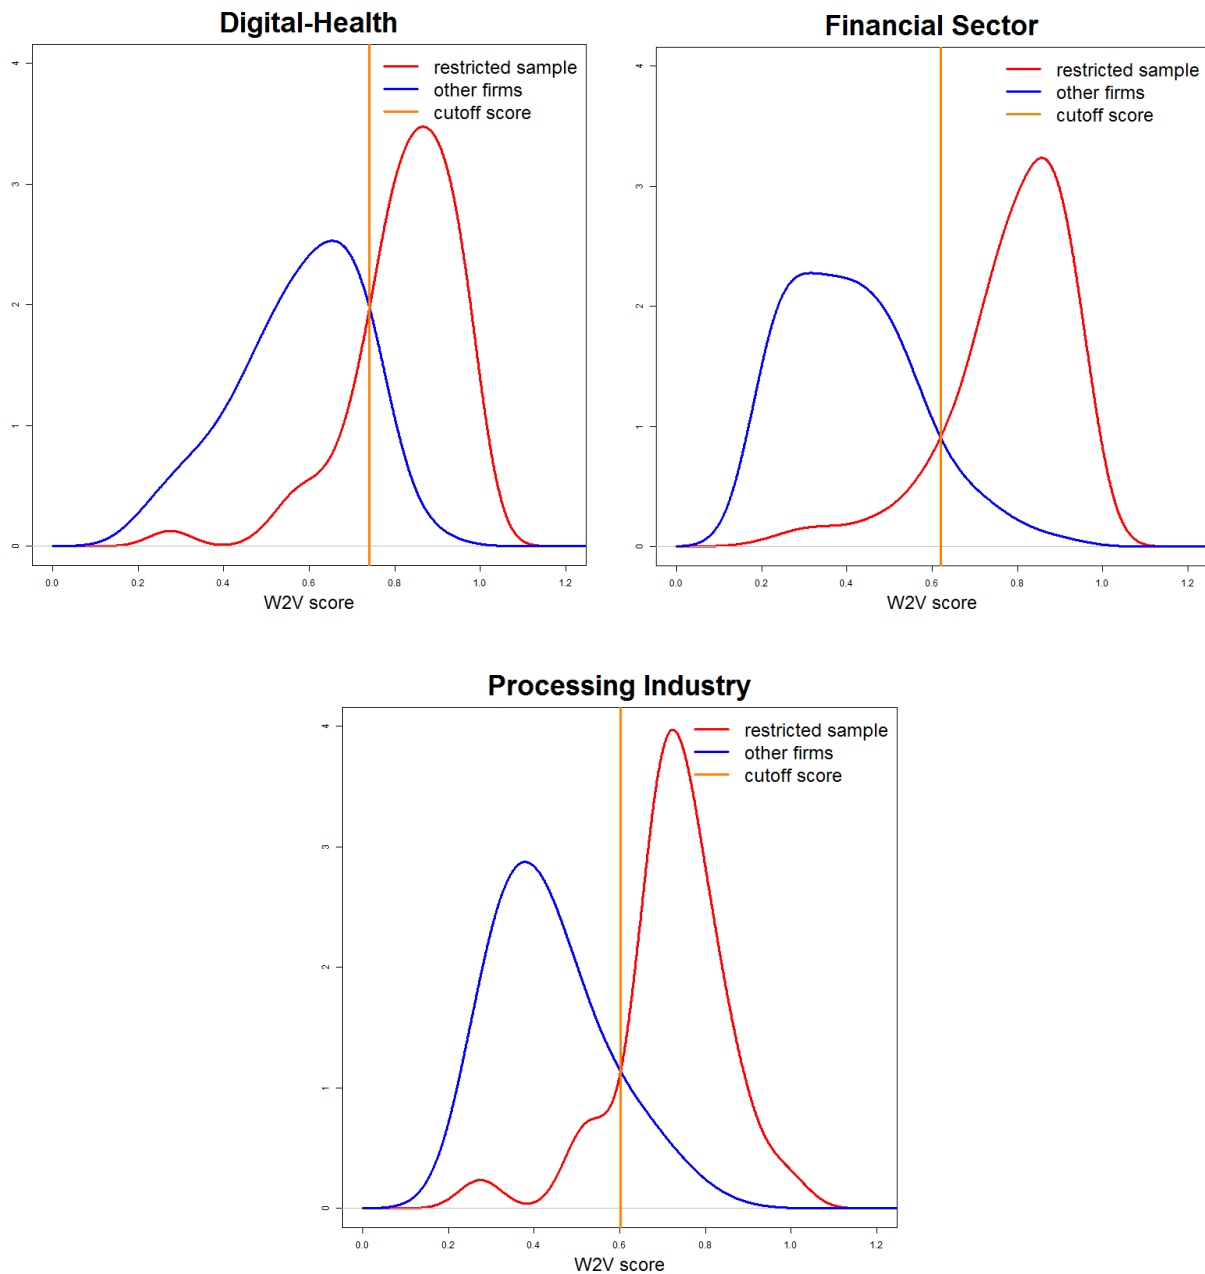 Digital-Health
restricted sample
other firms
cutoff score
4
3
2
1
0
0.0 0.2 0.4 0.6 0.8 1.0 1.2
W2V score
Financial Sector
restricted sample
other firms
cutoff score
4
3
2
1
0
0.0 0.2 0.4 0.6 0.8 1.0 1.2
W2V score
Processing Industry
restricted sample
other firms
cutoff score
4
3
2
1
0
0.0 0.2 0.4 0.6 0.8 1.0 1.2
W2V score